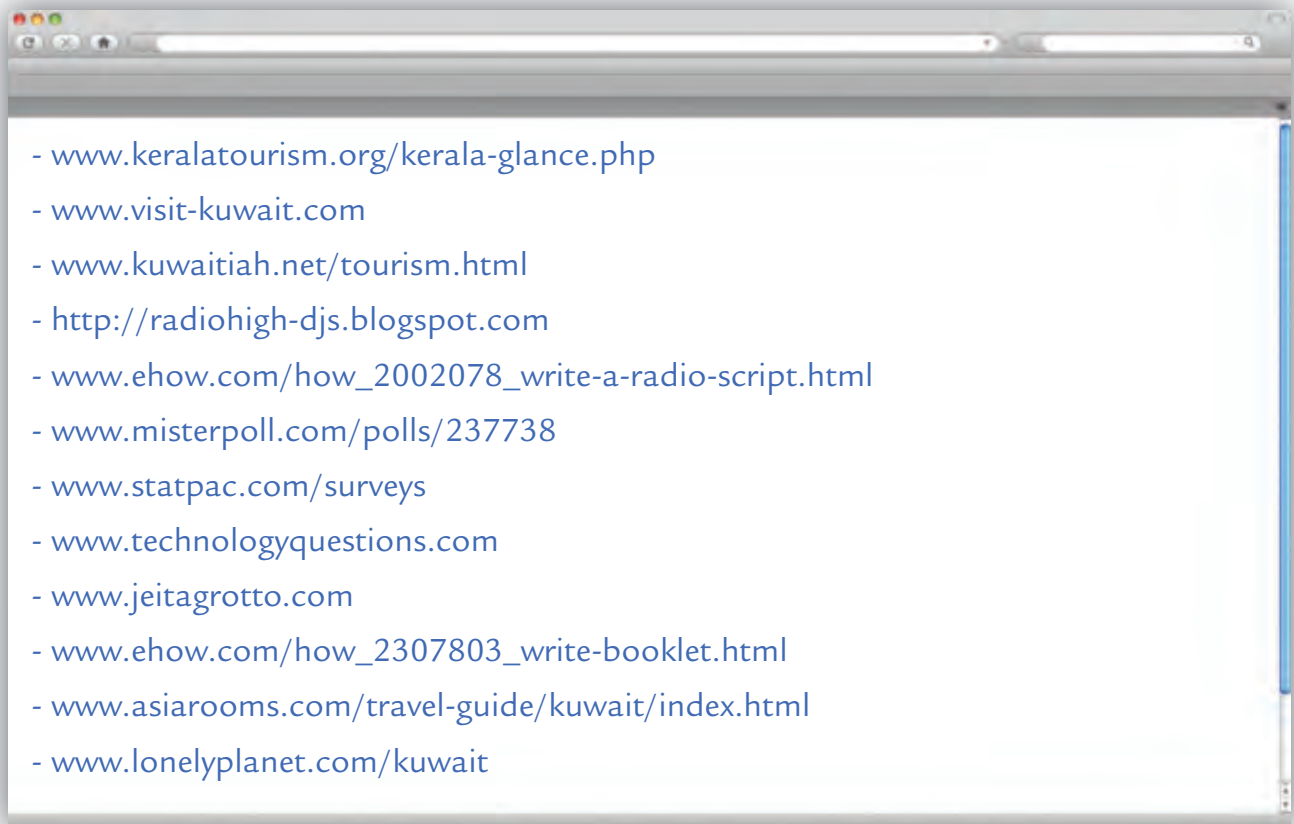 - www.keralatourism.org/kerala-glance.php
- www.visit-kuwait.com
- www.kuwaitiah.net/tourism.html
- http://radiohigh-djs.blogspot.com
- www.ehow.com/how_2002078_write-a-radio-script.html
- www.misterpoll.com/polls/237738
- www.statpac.com/surveys
- www.technologyquestions.com
- www.jeitagrotto.com
- www.ehow.com/how_2307803_write-booklet.html
- www.asiarooms.com/travel-guide/kuwait/index.html
- www.lonelyplanet.com/kuwait